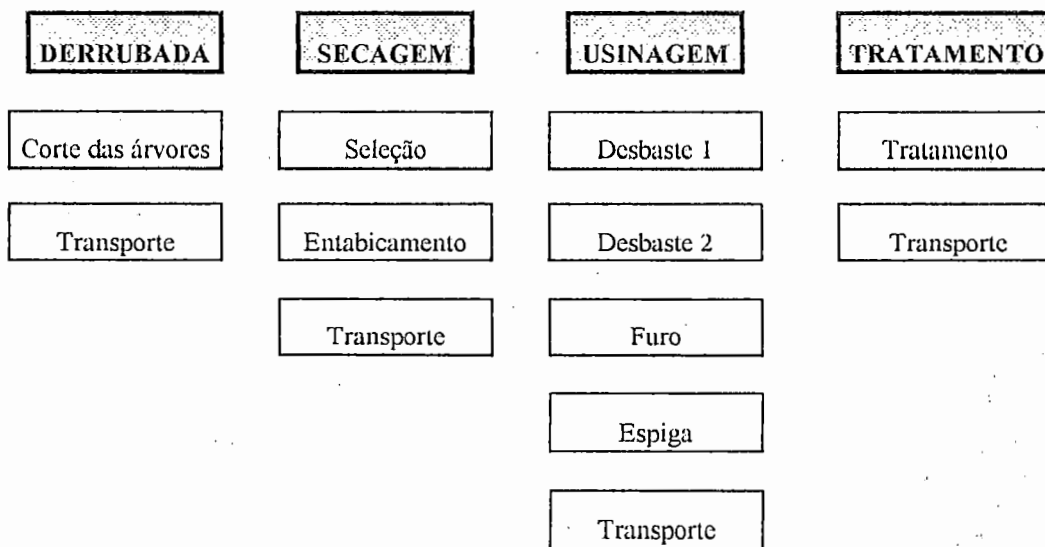 DERRUBADA
SECAGEM
USINAGEM
TRATAMENTO
Corte das árvores
Seleção
Desbaste 1
Tratamento
Transporte
Entabicamento
Desbaste 2
Transporte
Transporte
Furo
Espiga
Transporte